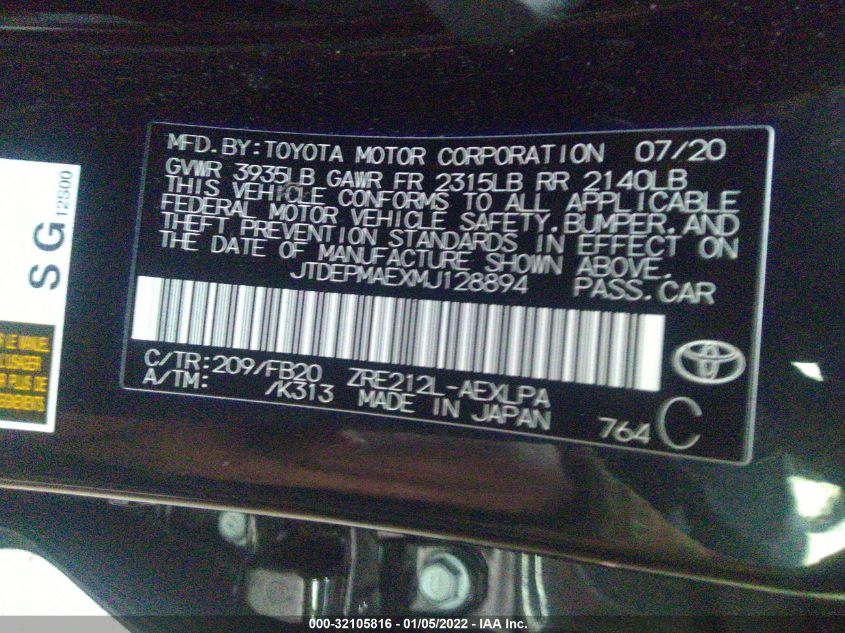 MFD.BY:TOYOTA MOTOR CORPORATION 07/20
GVWR 3935LB GAWR FR 2315LB RR 2140LB
THIS VEHICLE CONFORMS TO ALL APPLICABLE
FEDERAL MOTOR VEHICLE SAFETY,BUMPER,AND
THEFT PREVENTION STANDARDS IN EFFECT ON
THE DATE OF MANUFACTURE SHOWN ABOVE.
JTDEPMAEXMJ128894 PASS.CAR
C/TR:209/FB20 ZRE212L-AEXLPA
A/TM: /K313 MADE IN JAPAN
764 C
SG
12S00
000-32105816 - 01/05/2022 - IAA Inc.